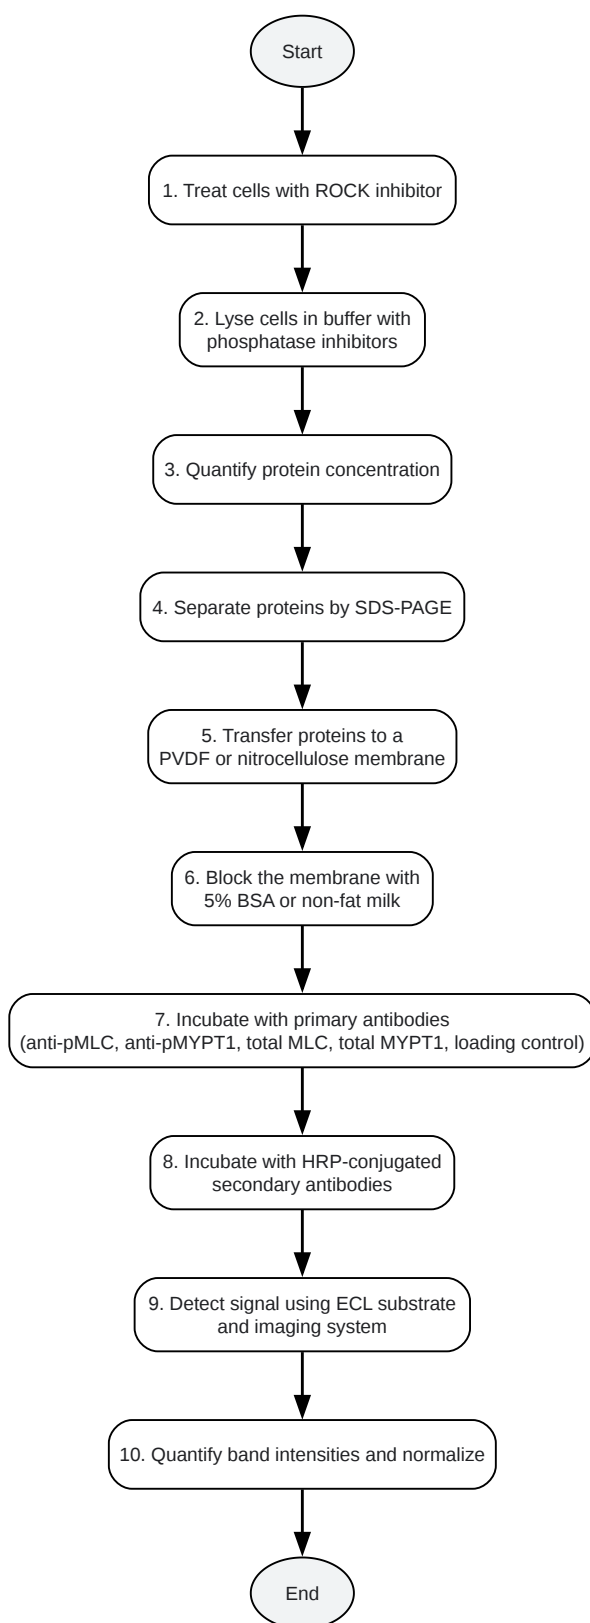 Start
1. Treat cells with ROCK inhibitor
2. Lyse cells in buffer with
phosphatase inhibitors
3. Quantify protein concentration
4. Separate proteins by SDS-PAGE
5. Transfer proteins to a
PVDF or nitrocellulose membrane
6. Block the membrane with
5% BSA or non-fat milk
7. Incubate with primary antibodies
(anti-pMLC, anti-pMYPT1, total MLC, total MYPT1, loading control)
8. Incubate with HRP-conjugated
secondary antibodies
9. Detect signal using ECL substrate
and imaging system
10. Quantify band intensities and normalize
End